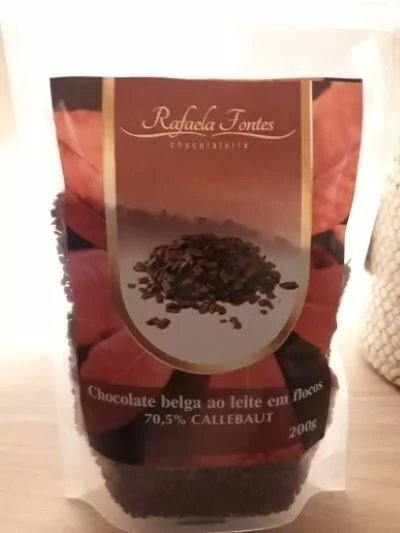 Rafaela Fontes
chocolateria
Chocolate belga ao leite em flocos
70,5% CALLEBAUT
200g